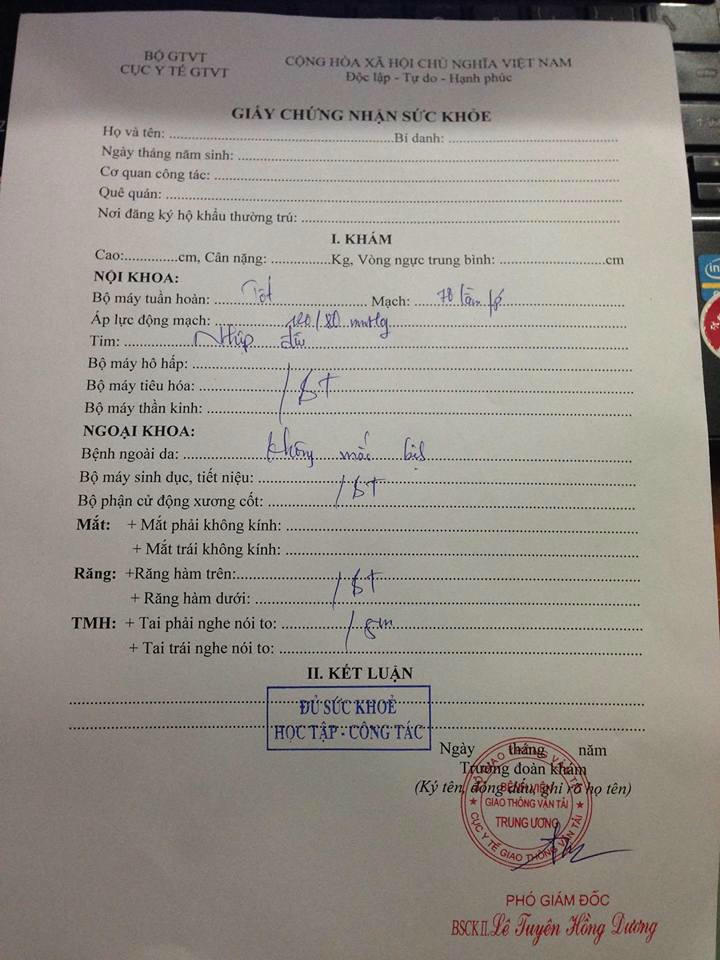 BỘ GTVT
CỤC Y TẾ GTVT
CỘNG HÒA XÃ HỘI CHỦ NGHĨA VIỆT NAM
Độc lập - Tự do - Hạnh phúc
GIẤY CHỨNG NHẬN SỨC KHỎE
Họ và tên: Bí danh:
Ngày tháng năm sinh:
Cơ quan công tác:
Quê quán:
Nơi đăng ký hộ khẩu thường trú:
I. KHÁM
Cao: cm, Cân nặng: Kg, Vòng ngực trung bình: cm
NỘI KHOA:
Bộ máy tuần hoàn: Tốt Mạch: 78 lần/
Áp lực động mạch: 120/80 mmHg
Tim: Nhịp đều
Bộ máy hô hấp:
Bộ máy tiêu hóa: BT
Bộ máy thần kinh:
NGOẠI KHOA:
Bệnh ngoài da: không mắc
Bộ máy sinh dục, tiết niệu:
Bộ phận cử động xương cốt: BT
Mắt: + Mắt phải không kính:
+ Mắt trái không kính:
Răng: +Răng hàm trên:
+ Răng hàm dưới: BT
TMH: + Tai phải nghe nói to: 5m
+ Tai trái nghe nói to:
II. KẾT LUẬN
ĐỦ SỨC KHOẺ
HỌC TẬP - CÔNG TÁC
Ngày tháng năm
Trưởng đoàn khám
(Ký tên, đóng dấu, ghi rõ họ tên)
BỘ GIAO THÔNG VẬN TẢI
BỆNH VIỆN
GIAO THÔNG VẬN TẢI
TRUNG ƯƠNG
CỤC Y TẾ GIAO THÔNG VẬN TẢI
PHÓ GIÁM ĐỐC
BSCK II. Lê Tuyên Hồng Dương
intel